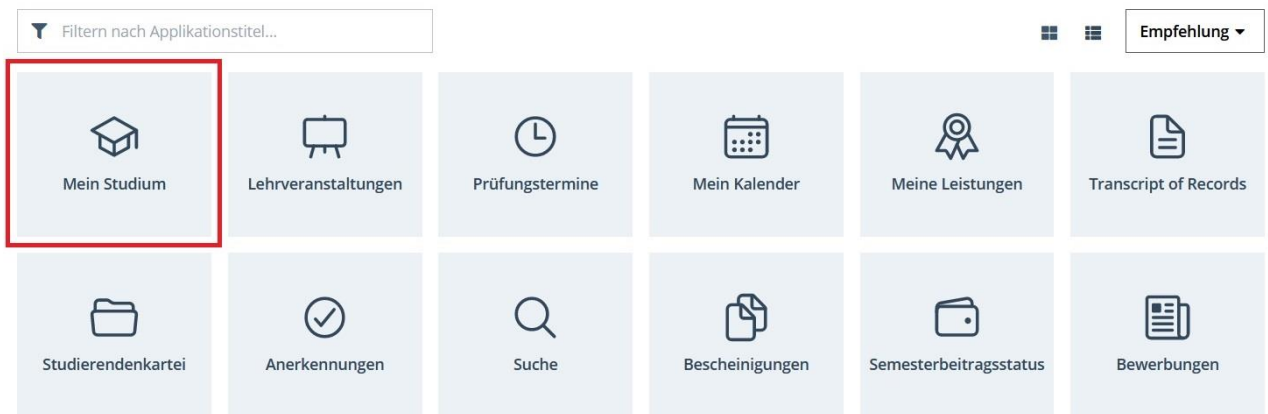 Filtern nach Applikationstitel...
Empfehlung
Mein Studium
Lehrveranstaltungen
Prüfungstermine
Mein Kalender
Meine Leistungen
Transcript of Records
Studierendenkartei
Anerkennungen
Suche
Bescheinigungen
Semesterbeitragsstatus
Bewerbungen